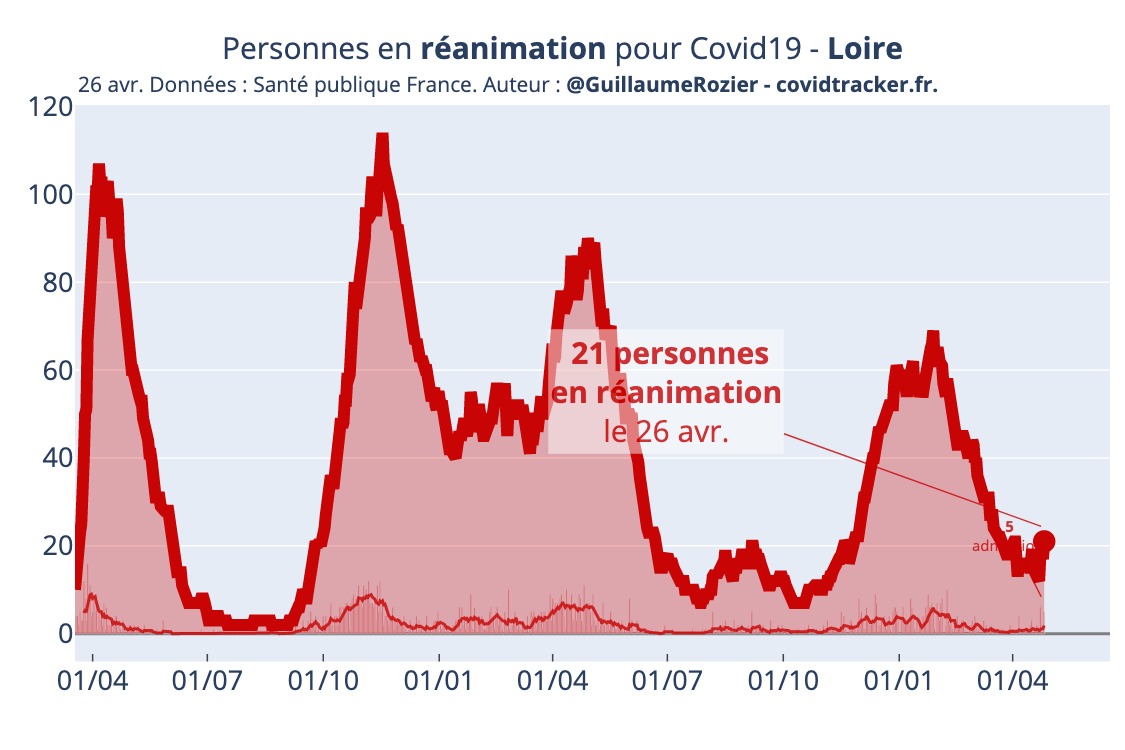 Personnes en réanimation pour Covid19 - Loire
26 avr. Données : Santé publique France. Auteur : @GuillaumeRozier - covidtracker.fr.
120
100
80
60
40
20
0
21 personnes
en réanimation
le 26 avr.
5
01/04 01/07 01/10 01/01 01/04 01/07 01/10 01/01 01/04